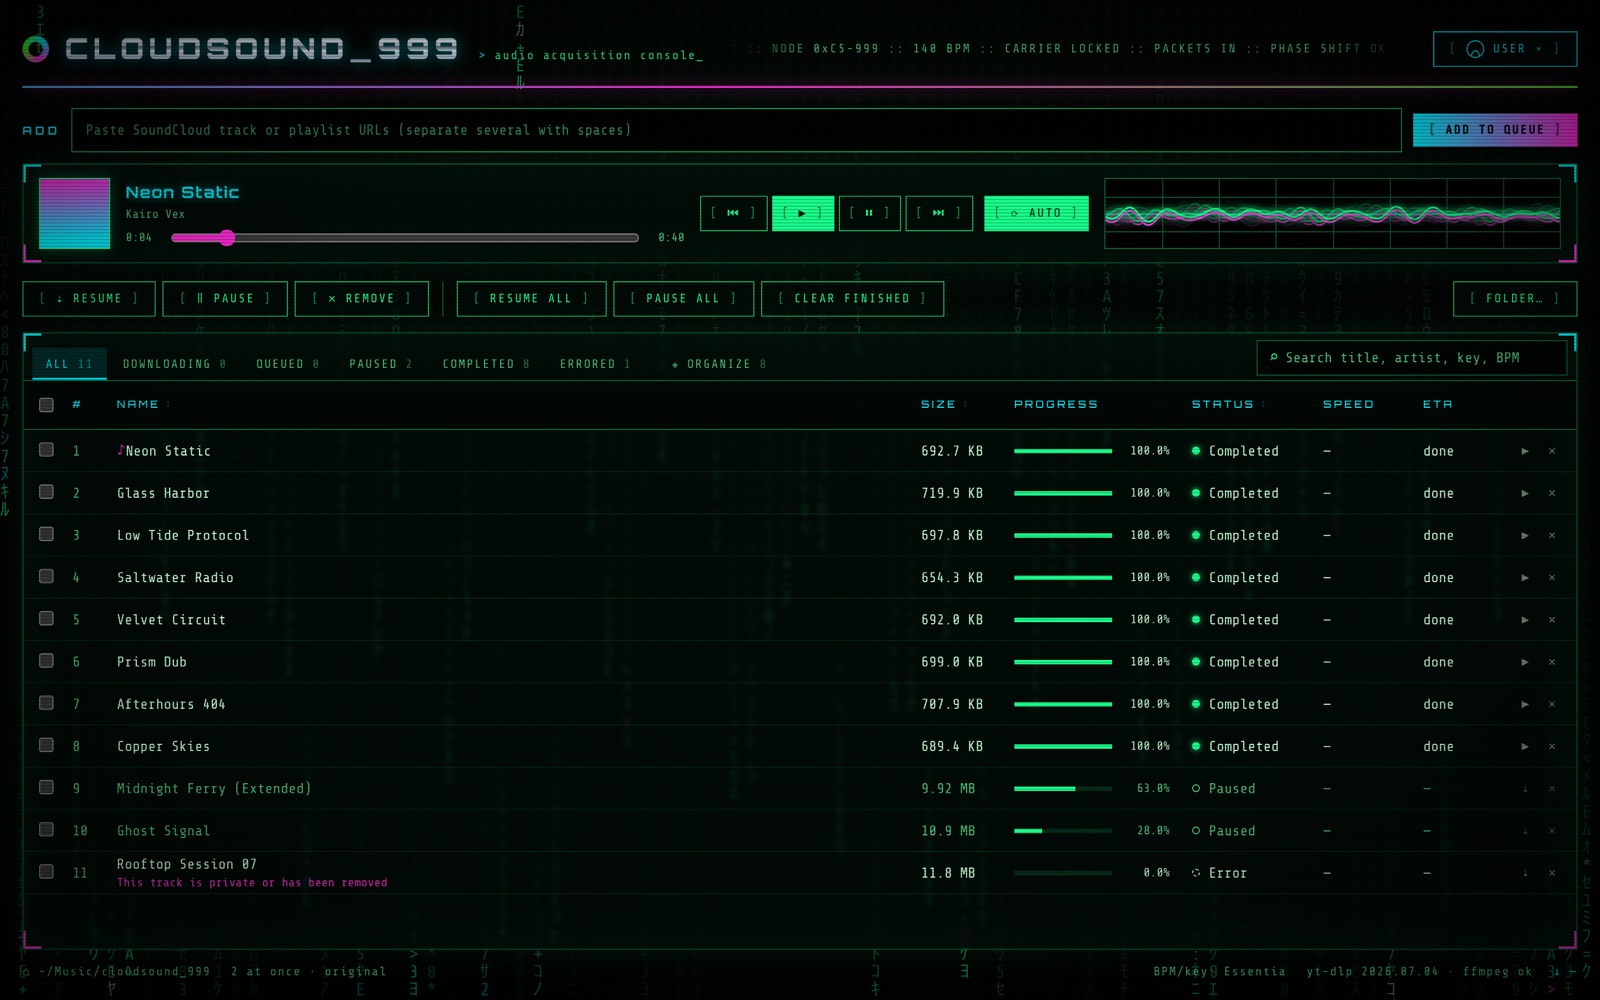 CLOUDSOUND_999
> audio acquisition console_
:: NODE 0xC5-999 :: 140 BPM :: CARRIER LOCKED :: PACKETS IN :: PHASE SHIFT OK
[ USER ▾ ]
ADD
Paste SoundCloud track or playlist URLs (separate several with spaces)
[ ADD TO QUEUE ]
Neon Static
Kairo Vex
0:04
0:40
[ ⏮ ] [ ▶ ] [ ⏸ ] [ ⏭ ] [ ⟳ AUTO ]
[ ↓ RESUME ] [ ‖ PAUSE ] [ × REMOVE ] [ RESUME ALL ] [ PAUSE ALL ] [ CLEAR FINISHED ] [ FOLDER… ]
ALL 11 DOWNLOADING 0 QUEUED 0 PAUSED 2 COMPLETED 8 ERRORED 1 ⬥ ORGANIZE 8
⌕ Search title, artist, key, BPM
# NAME SIZE PROGRESS STATUS SPEED ETA
1 ♪Neon Static 692.7 KB 100.0% Completed — done ▶ ×
2 Glass Harbor 719.9 KB 100.0% Completed — done ▶ ×
3 Low Tide Protocol 697.8 KB 100.0% Completed — done ▶ ×
4 Saltwater Radio 654.3 KB 100.0% Completed — done ▶ ×
5 Velvet Circuit 692.0 KB 100.0% Completed — done ▶ ×
6 Prism Dub 699.0 KB 100.0% Completed — done ▶ ×
7 Afterhours 404 707.9 KB 100.0% Completed — done ▶ ×
8 Copper Skies 689.4 KB 100.0% Completed — done ▶ ×
9 Midnight Ferry (Extended) 9.92 MB 63.0% Paused — — ↓ ×
10 Ghost Signal 10.9 MB 28.0% Paused — — ↓ ×
11 Rooftop Session 07 11.8 MB 0.0% Error — — ↓ ×
This track is private or has been removed
~/Music/cloudsound_999 2 at once · original
BPM/key: Essentia yt-dlp 2026.07.04 · ffmpeg ok